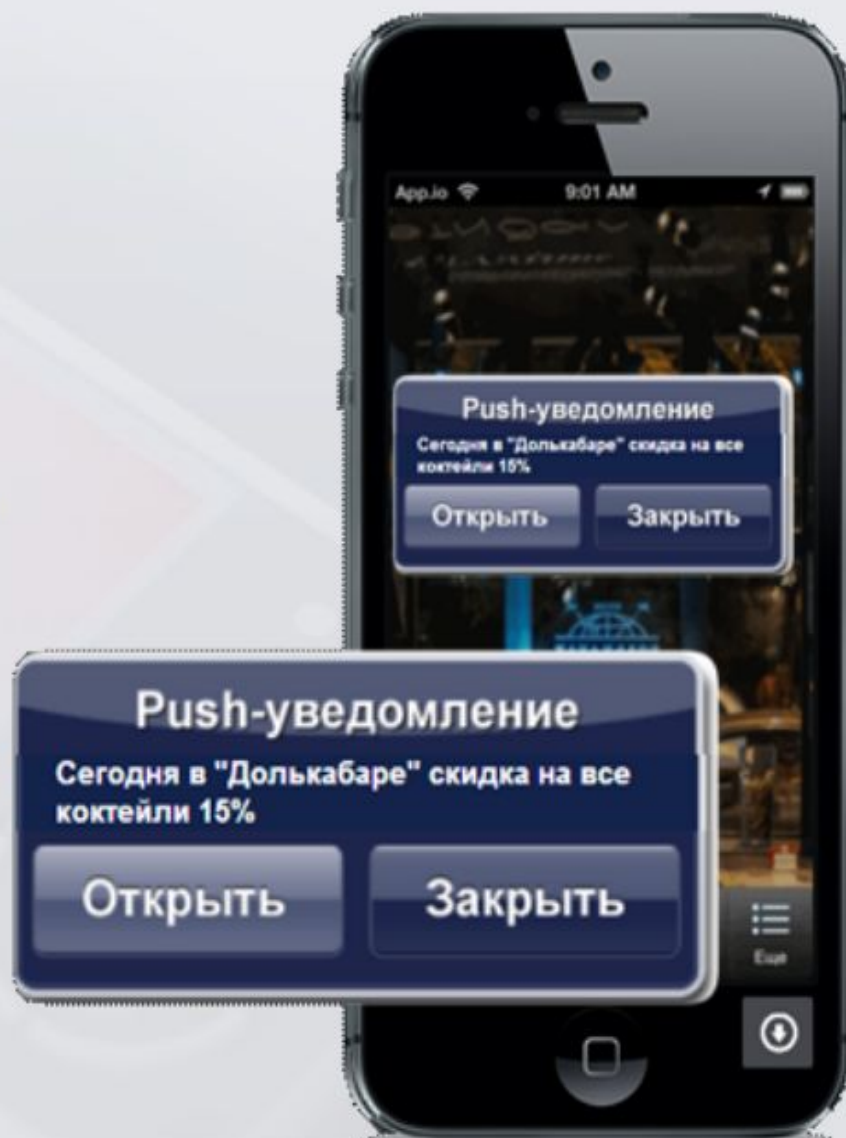 App.io 9:01 AM
Push-уведомление
Сегодня в "Долькабаре" скидка на все
коктейли 15%
Открыть Закрыть
Push-уведомление
Сегодня в "Долькабаре" скидка на все
коктейли 15%
Открыть Закрыть
Еще